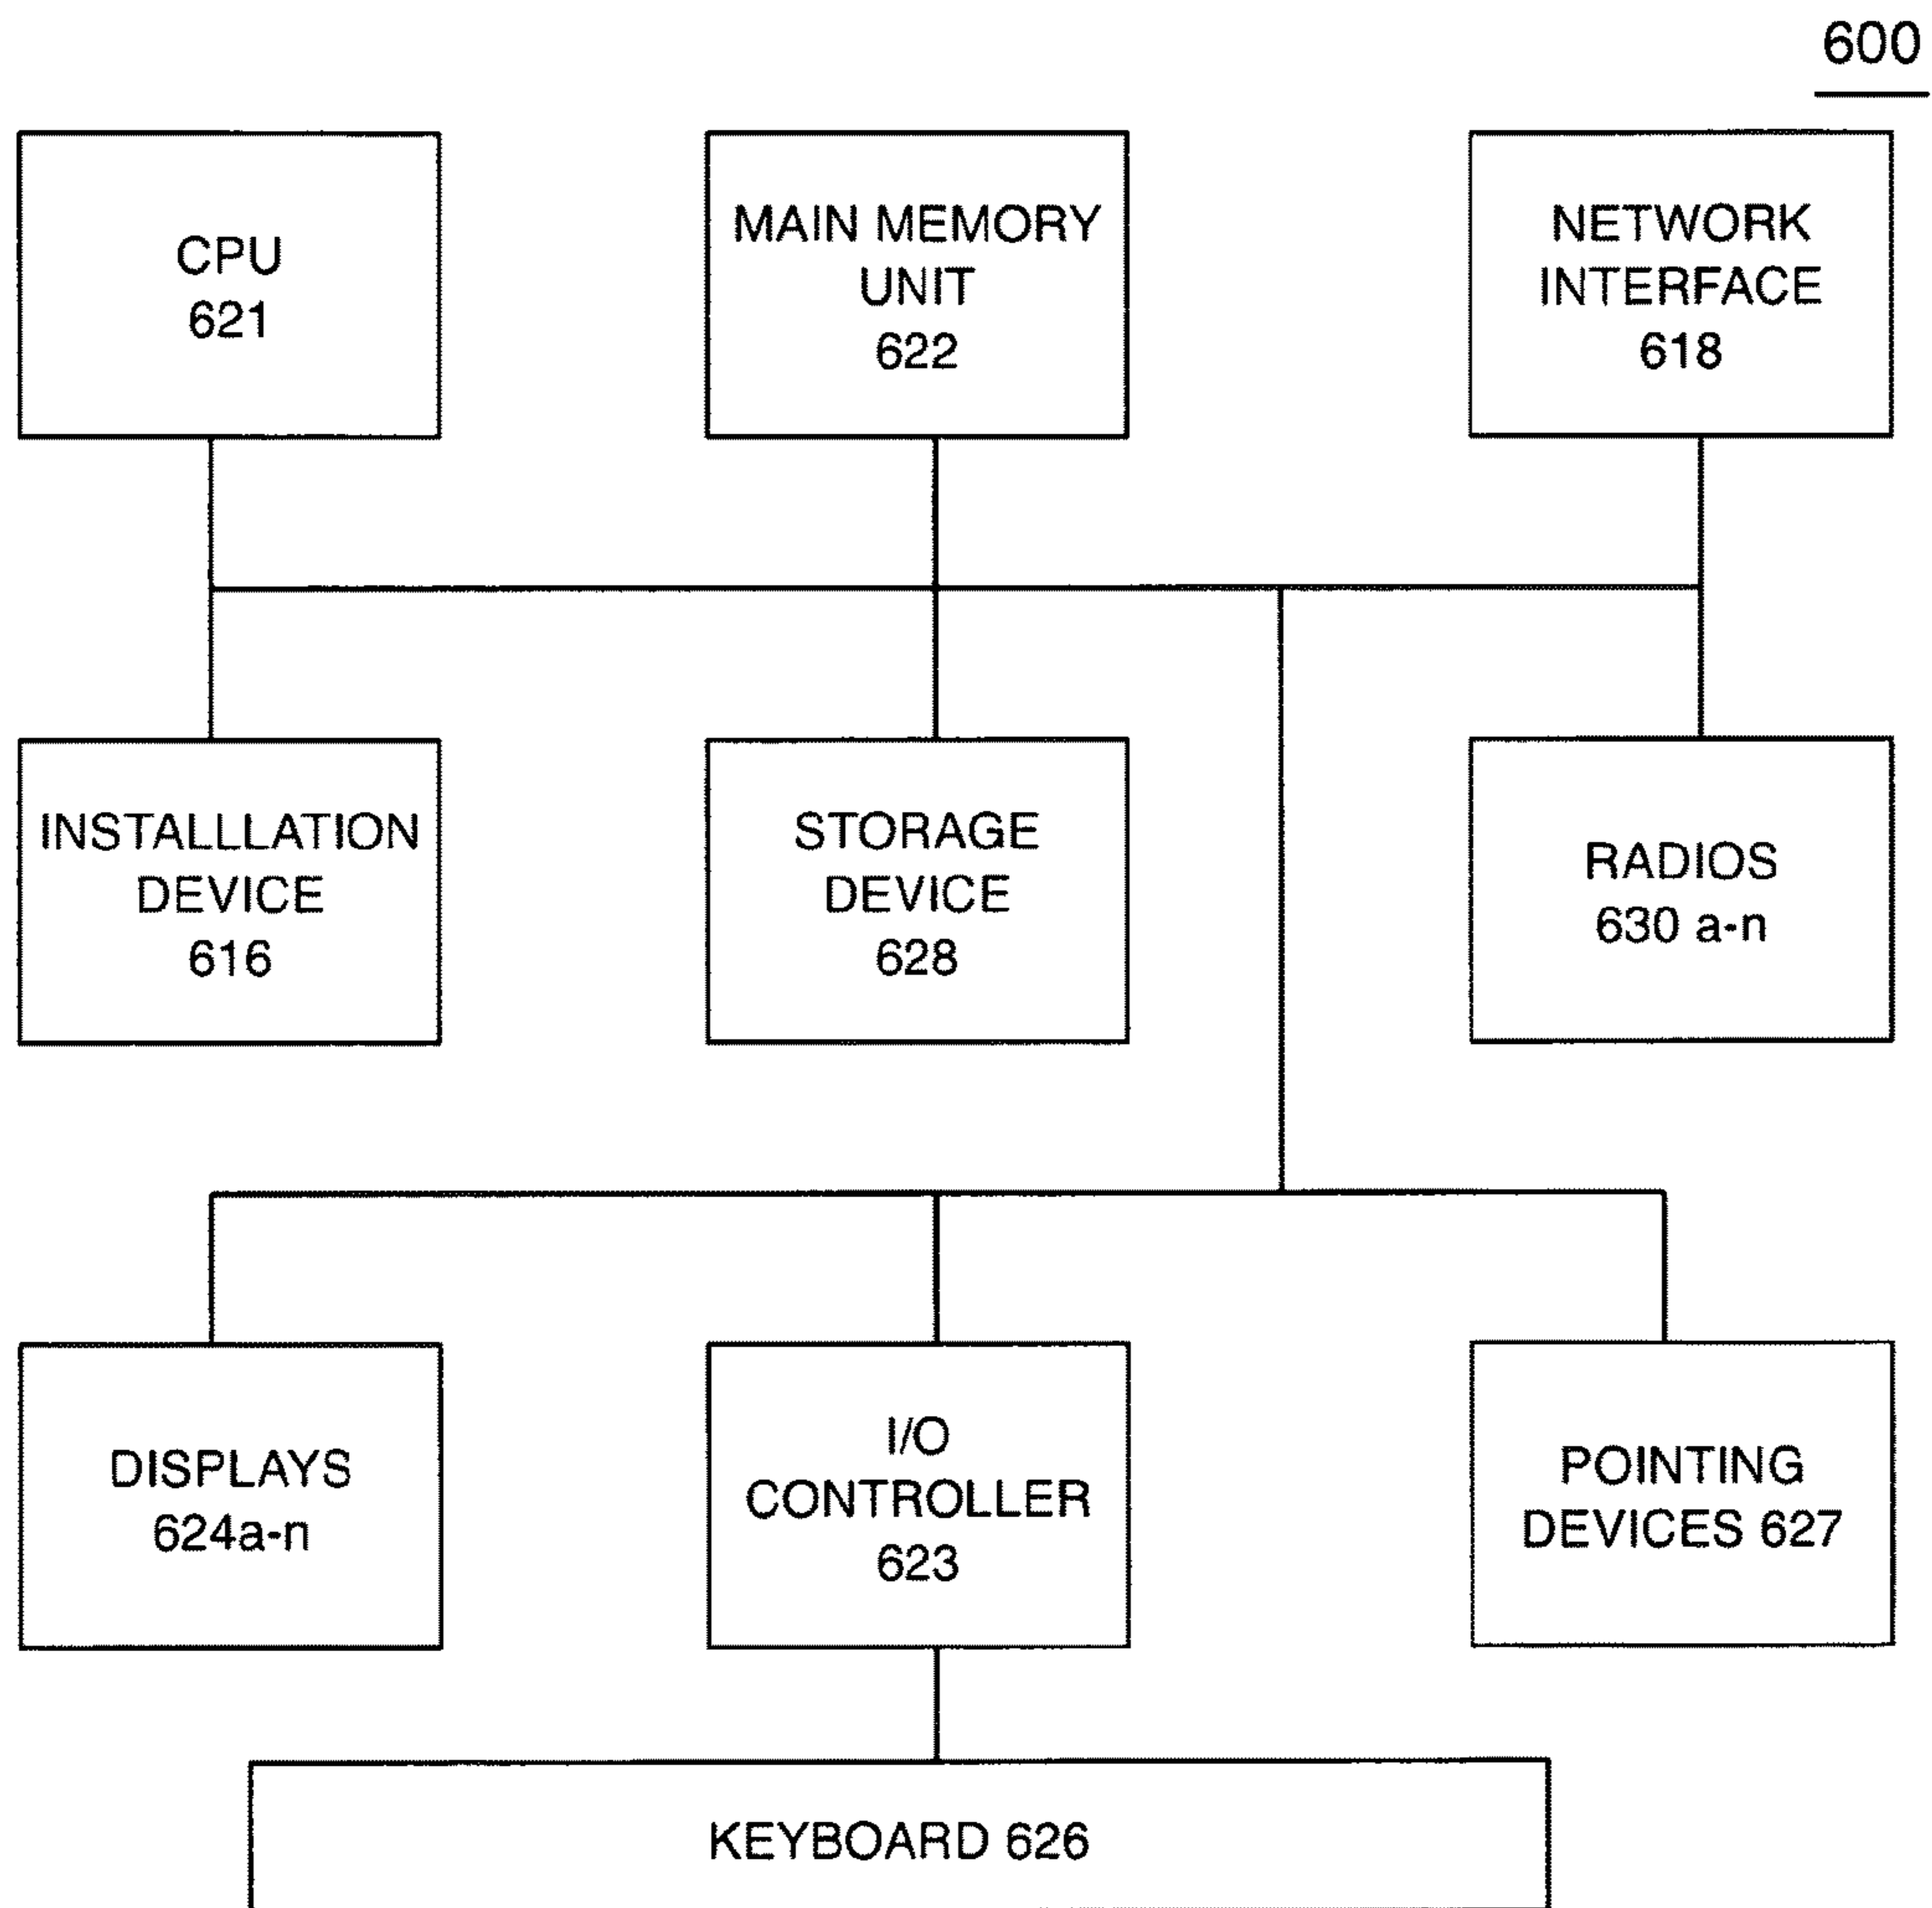 600
CPU
621
MAIN MEMORY
UNIT
622
NETWORK
INTERFACE
618
INSTALLLATION
DEVICE
616
STORAGE
DEVICE
628
RADIOS
630 a-n
DISPLAYS
624a-n
I/O
CONTROLLER
623
POINTING
DEVICES 627
KEYBOARD 626